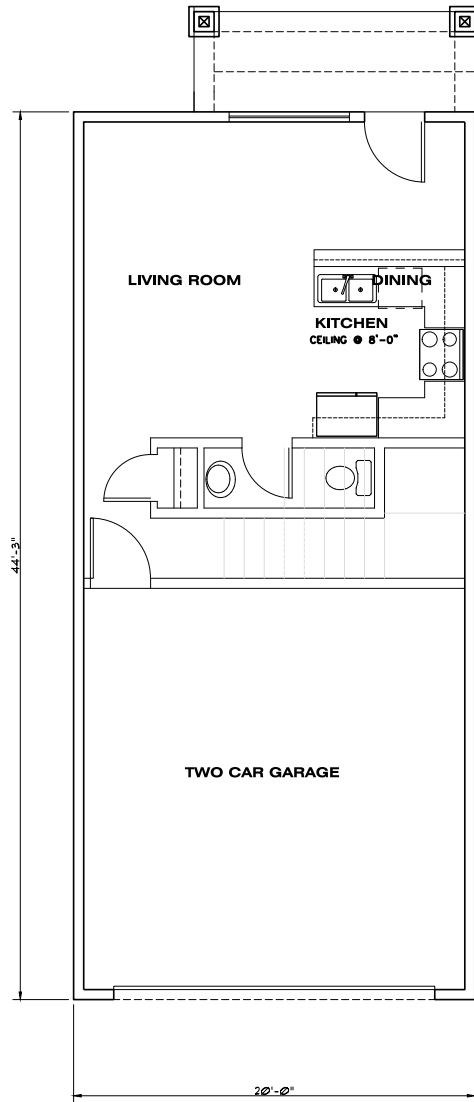 LIVING ROOM
DINING
KITCHEN
CEILING @ 8'-0"
44'-3"
TWO CAR GARAGE
20'-0"